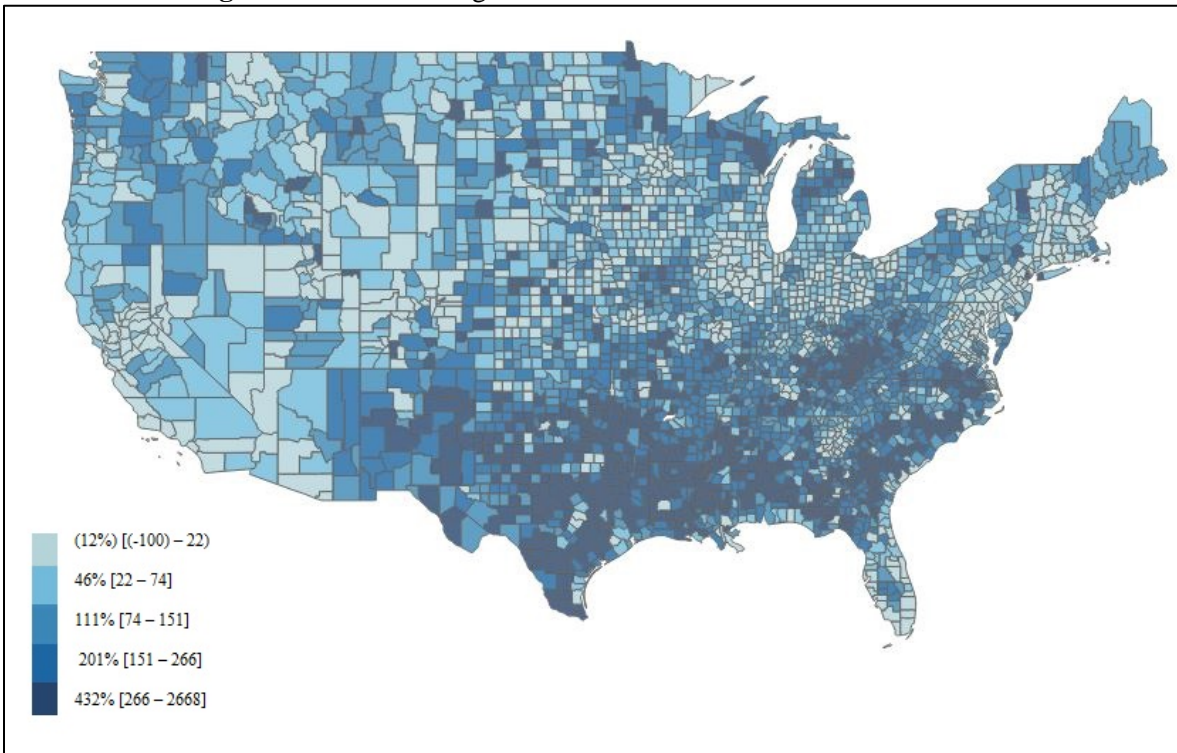 (12%) [(-100) – 22)
46% [22 – 74]
111% [74 – 151]
201% [151 – 266]
432% [266 – 2668]